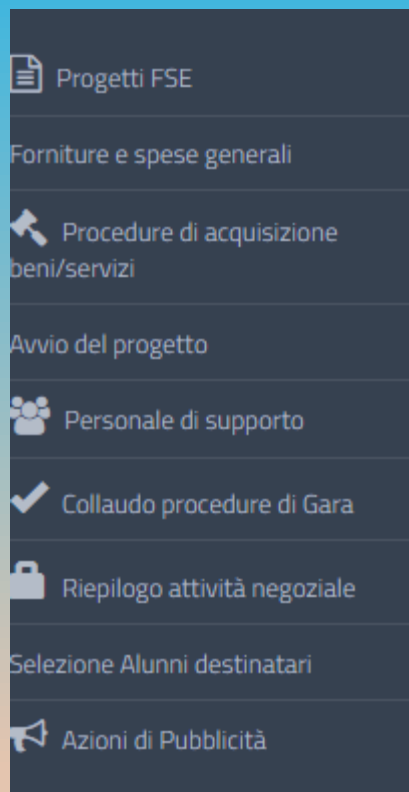 Progetti FSE
Forniture e spese generali
Procedure di acquisizione
beni/servizi
Avvio del progetto
Personale di supporto
Collaudo procedure di Gara
Riepilogo attività negoziale
Selezione Alunni destinatari
Azioni di Pubblicità